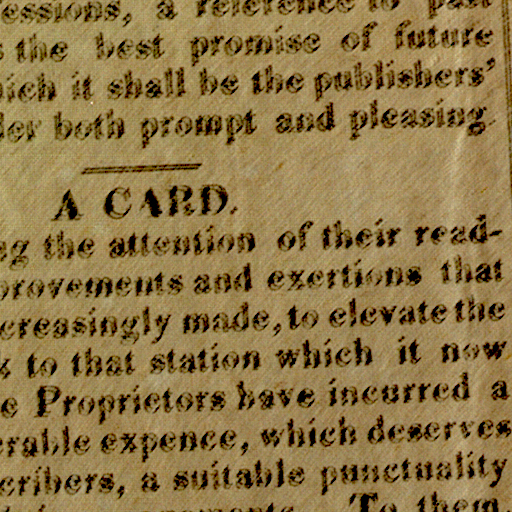 essions, a reference to past
the best promise of future
hich it shall be the publishers'
der both prompt and pleasing
A CARD.
the attention of their read-
provements and exertions that
creasingly made, to elevate the
to that station which it now
e Proprietors have incurred a
erable expence, which deserves
cribers, a suitable punctuality
To them